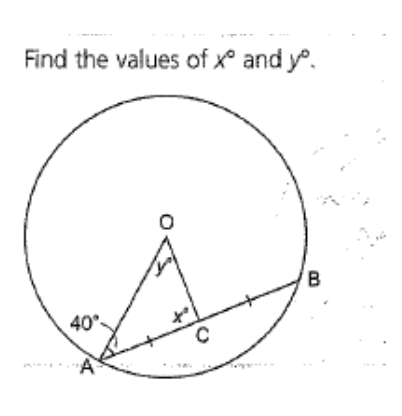 Find the values of x° and y°.
O
y°
B
40°
x°
C
A